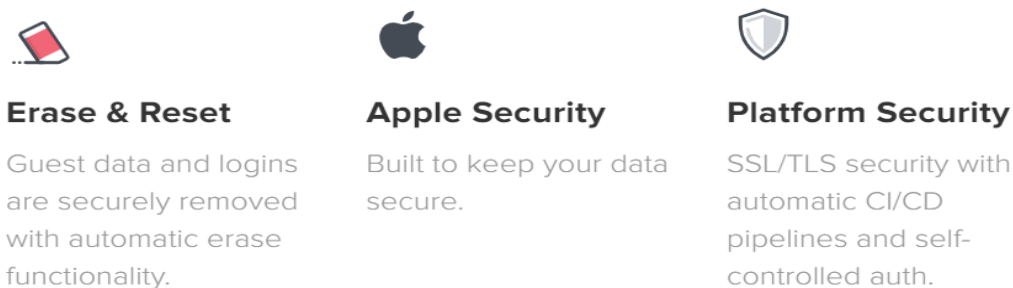 Erase & Reset
Guest data and logins
are securely removed
with automatic erase
functionality.
Apple Security
Built to keep your data
secure.
Platform Security
SSL/TLS security with
automatic CI/CD
pipelines and self-
controlled auth.